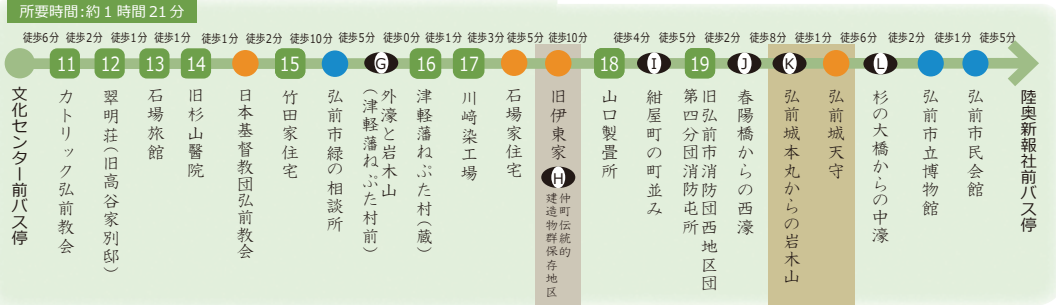 所要時間:約1時間21分
徒歩6分 徒歩2分 徒歩1分 徒歩1分 徒歩1分 徒歩2分 徒歩10分 徒歩5分 徒歩0分 徒歩1分 徒歩3分 徒歩5分 徒歩10分 徒歩4分 徒歩5分 徒歩2分 徒歩8分 徒歩1分 徒歩6分 徒歩2分 徒歩1分 徒歩5分
11 12 13 14 15 G 16 17 18 I 19 J K L
文化センター前バス停
カトリック弘前教会
翠明荘(旧高谷家別邸)
石場旅館
旧杉山醫院
日本基督教団弘前教会
竹田家住宅
弘前市緑の相談所
外濠と岩木山
(津軽藩ねぷた村前)
津軽藩ねぷた村(蔵)
川﨑染工場
石場家住宅
旧伊東家
H
仲町伝統的
建造物群保存地区
山口製畳所
紺屋町の町並み
旧弘前市消防団西地区団
第四分団消防屯所
春陽橋からの西濠
弘前城本丸からの岩木山
弘前城天守
杉の大橋からの中濠
弘前市立博物館
弘前市民会館
陸奥新報社前バス停